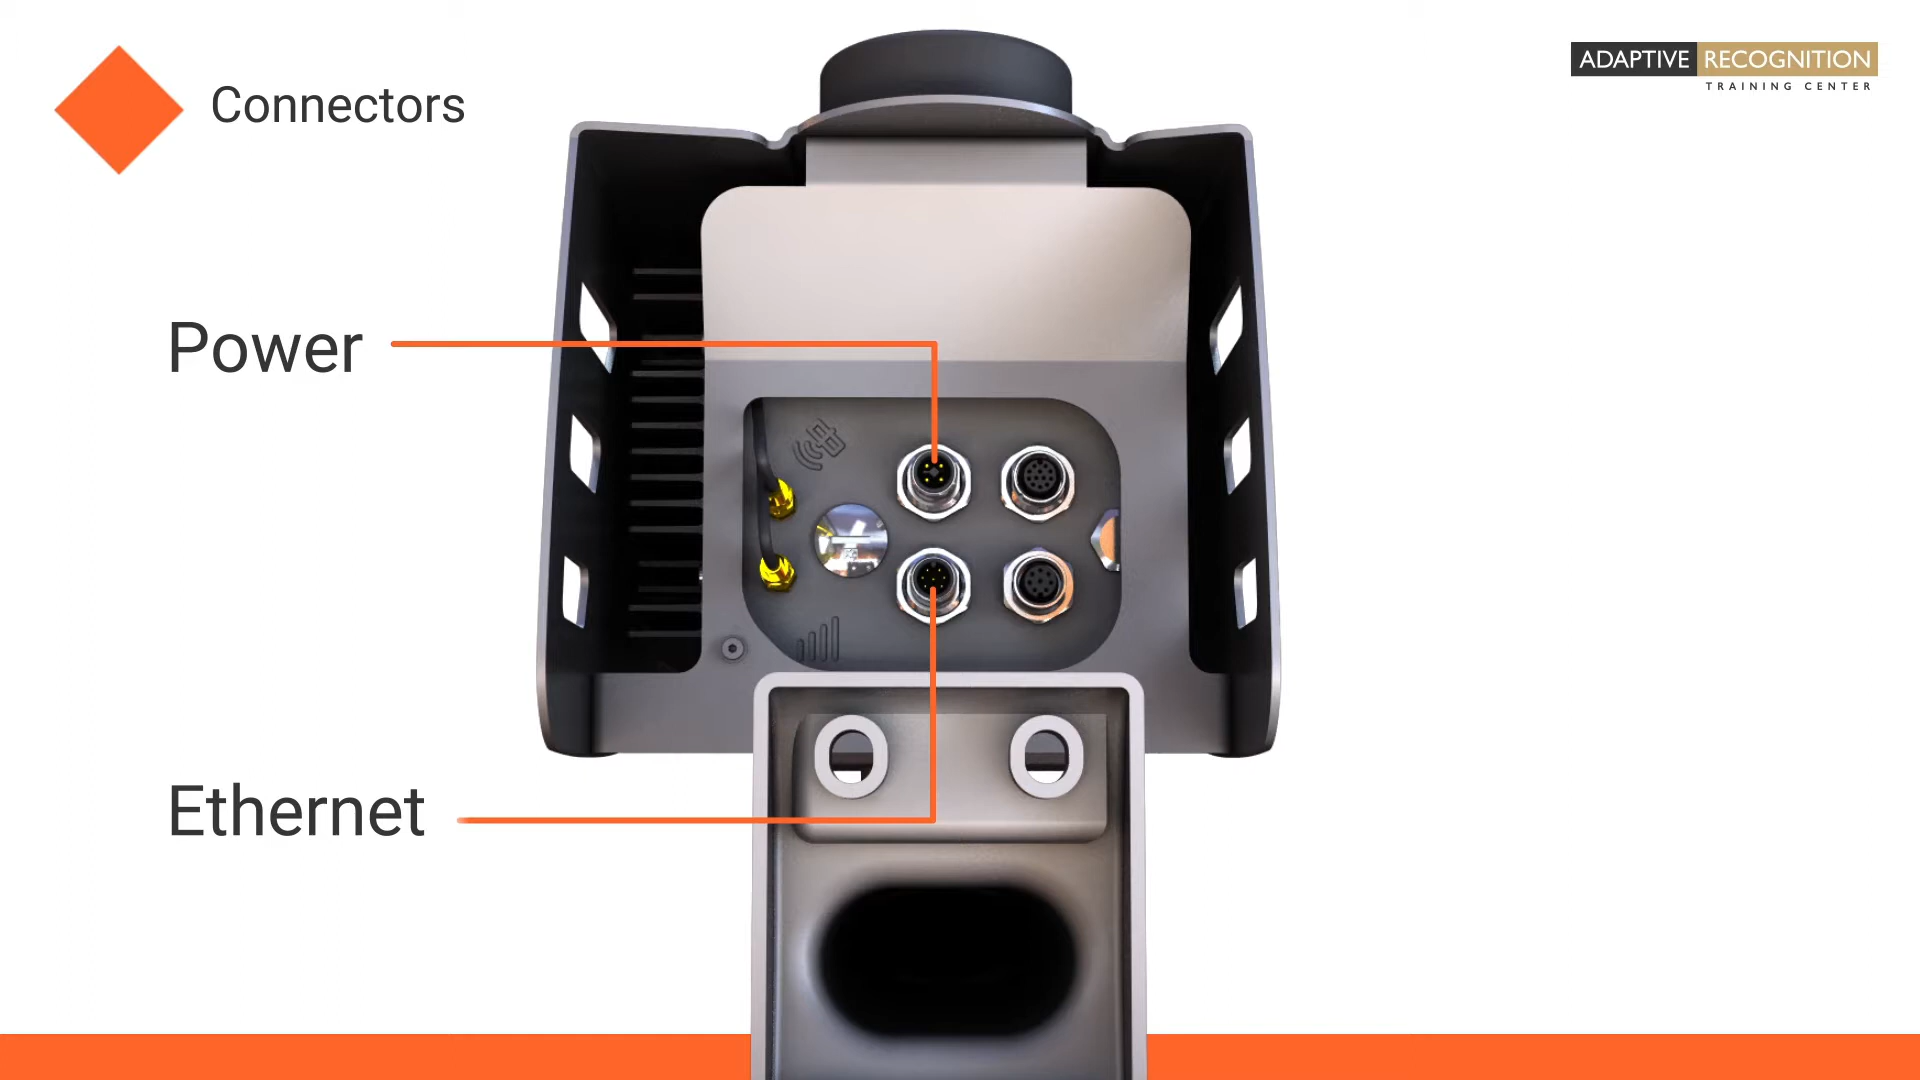 Connectors
ADAPTIVE RECOGNITION
TRAINING CENTER
Power
Ethernet